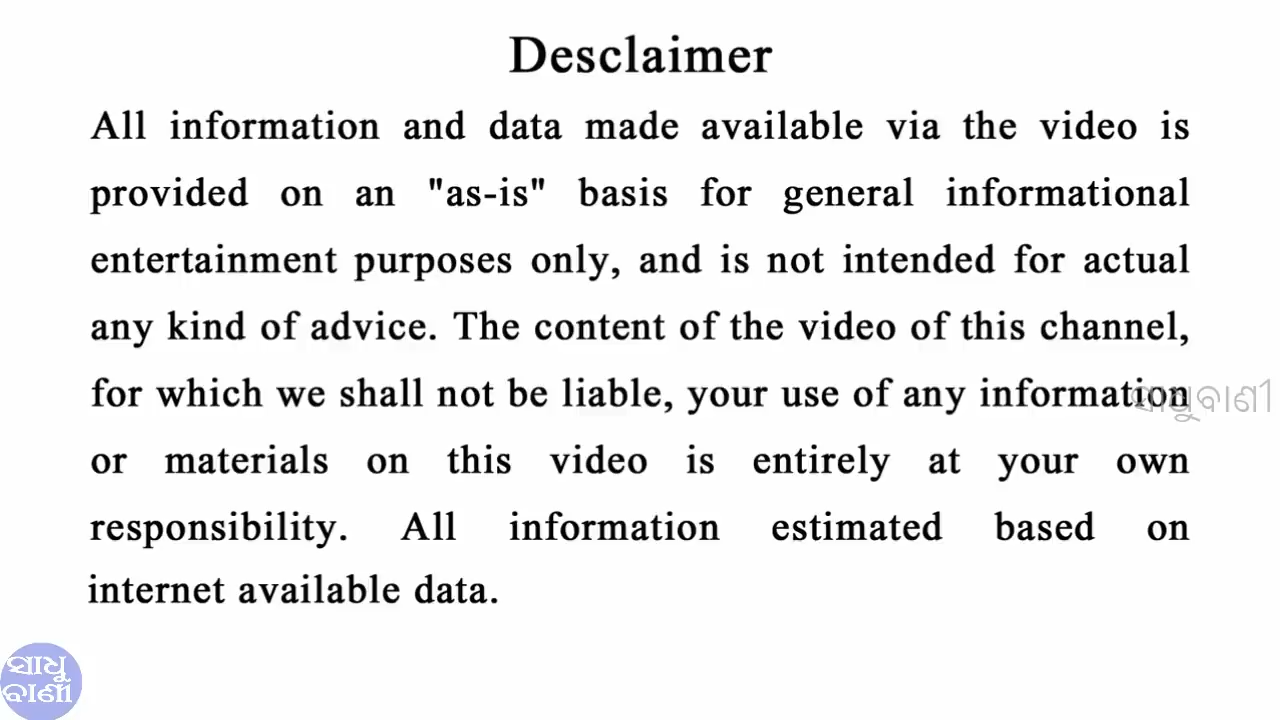 Desclaimer
All information and data made available via the video is
provided on an "as-is" basis for general informational
entertainment purposes only, and is not intended for actual
any kind of advice. The content of the video of this channel,
for which we shall not be liable, your use of any information
ସାଧୁବାଣୀ
or materials on this video is entirely at your own
responsibility. All information estimated based on
internet available data.
ସାଧୁ
ବାଣୀ